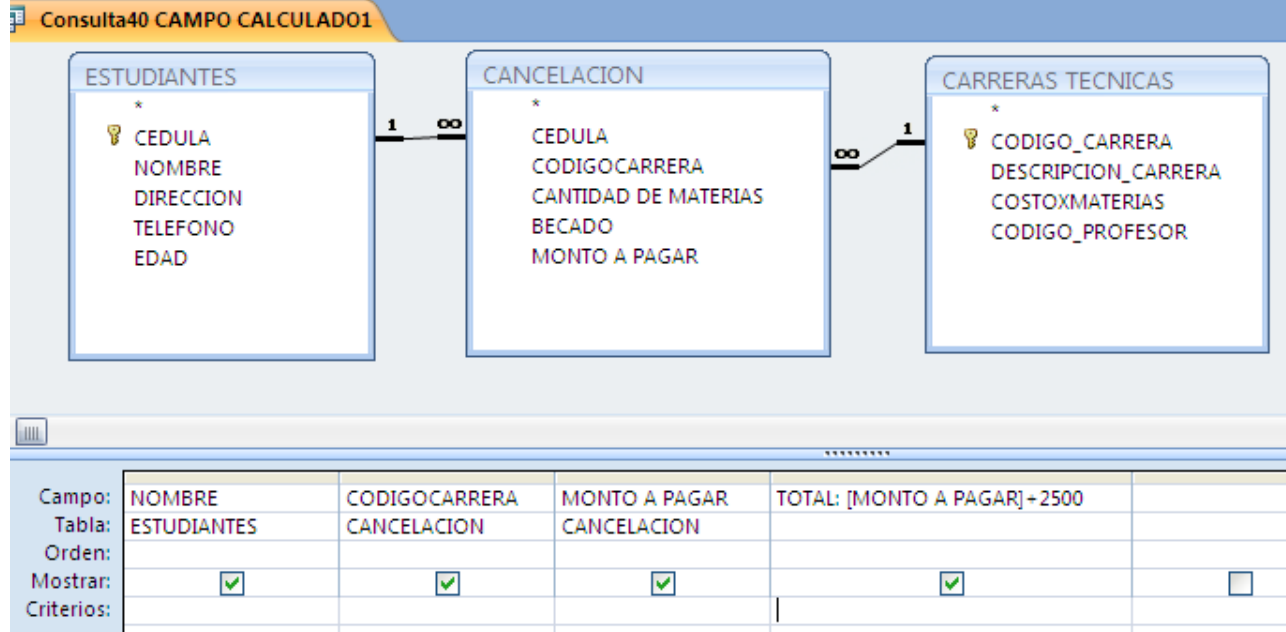 Consulta40 CAMPO CALCULADO1
ESTUDIANTES
*
CEDULA
NOMBRE
DIRECCION
TELEFONO
EDAD
1 ∞
CANCELACION
*
CEDULA
CODIGOCARRERA
CANTIDAD DE MATERIAS
BECADO
MONTO A PAGAR
∞ 1
CARRERAS TECNICAS
*
CODIGO_CARRERA
DESCRIPCION_CARRERA
COSTOXMATERIAS
CODIGO_PROFESOR
Campo: NOMBRE CODIGOCARRERA MONTO A PAGAR TOTAL: [MONTO A PAGAR]+2500
Tabla: ESTUDIANTES CANCELACION CANCELACION
Orden:
Mostrar:
Criterios: